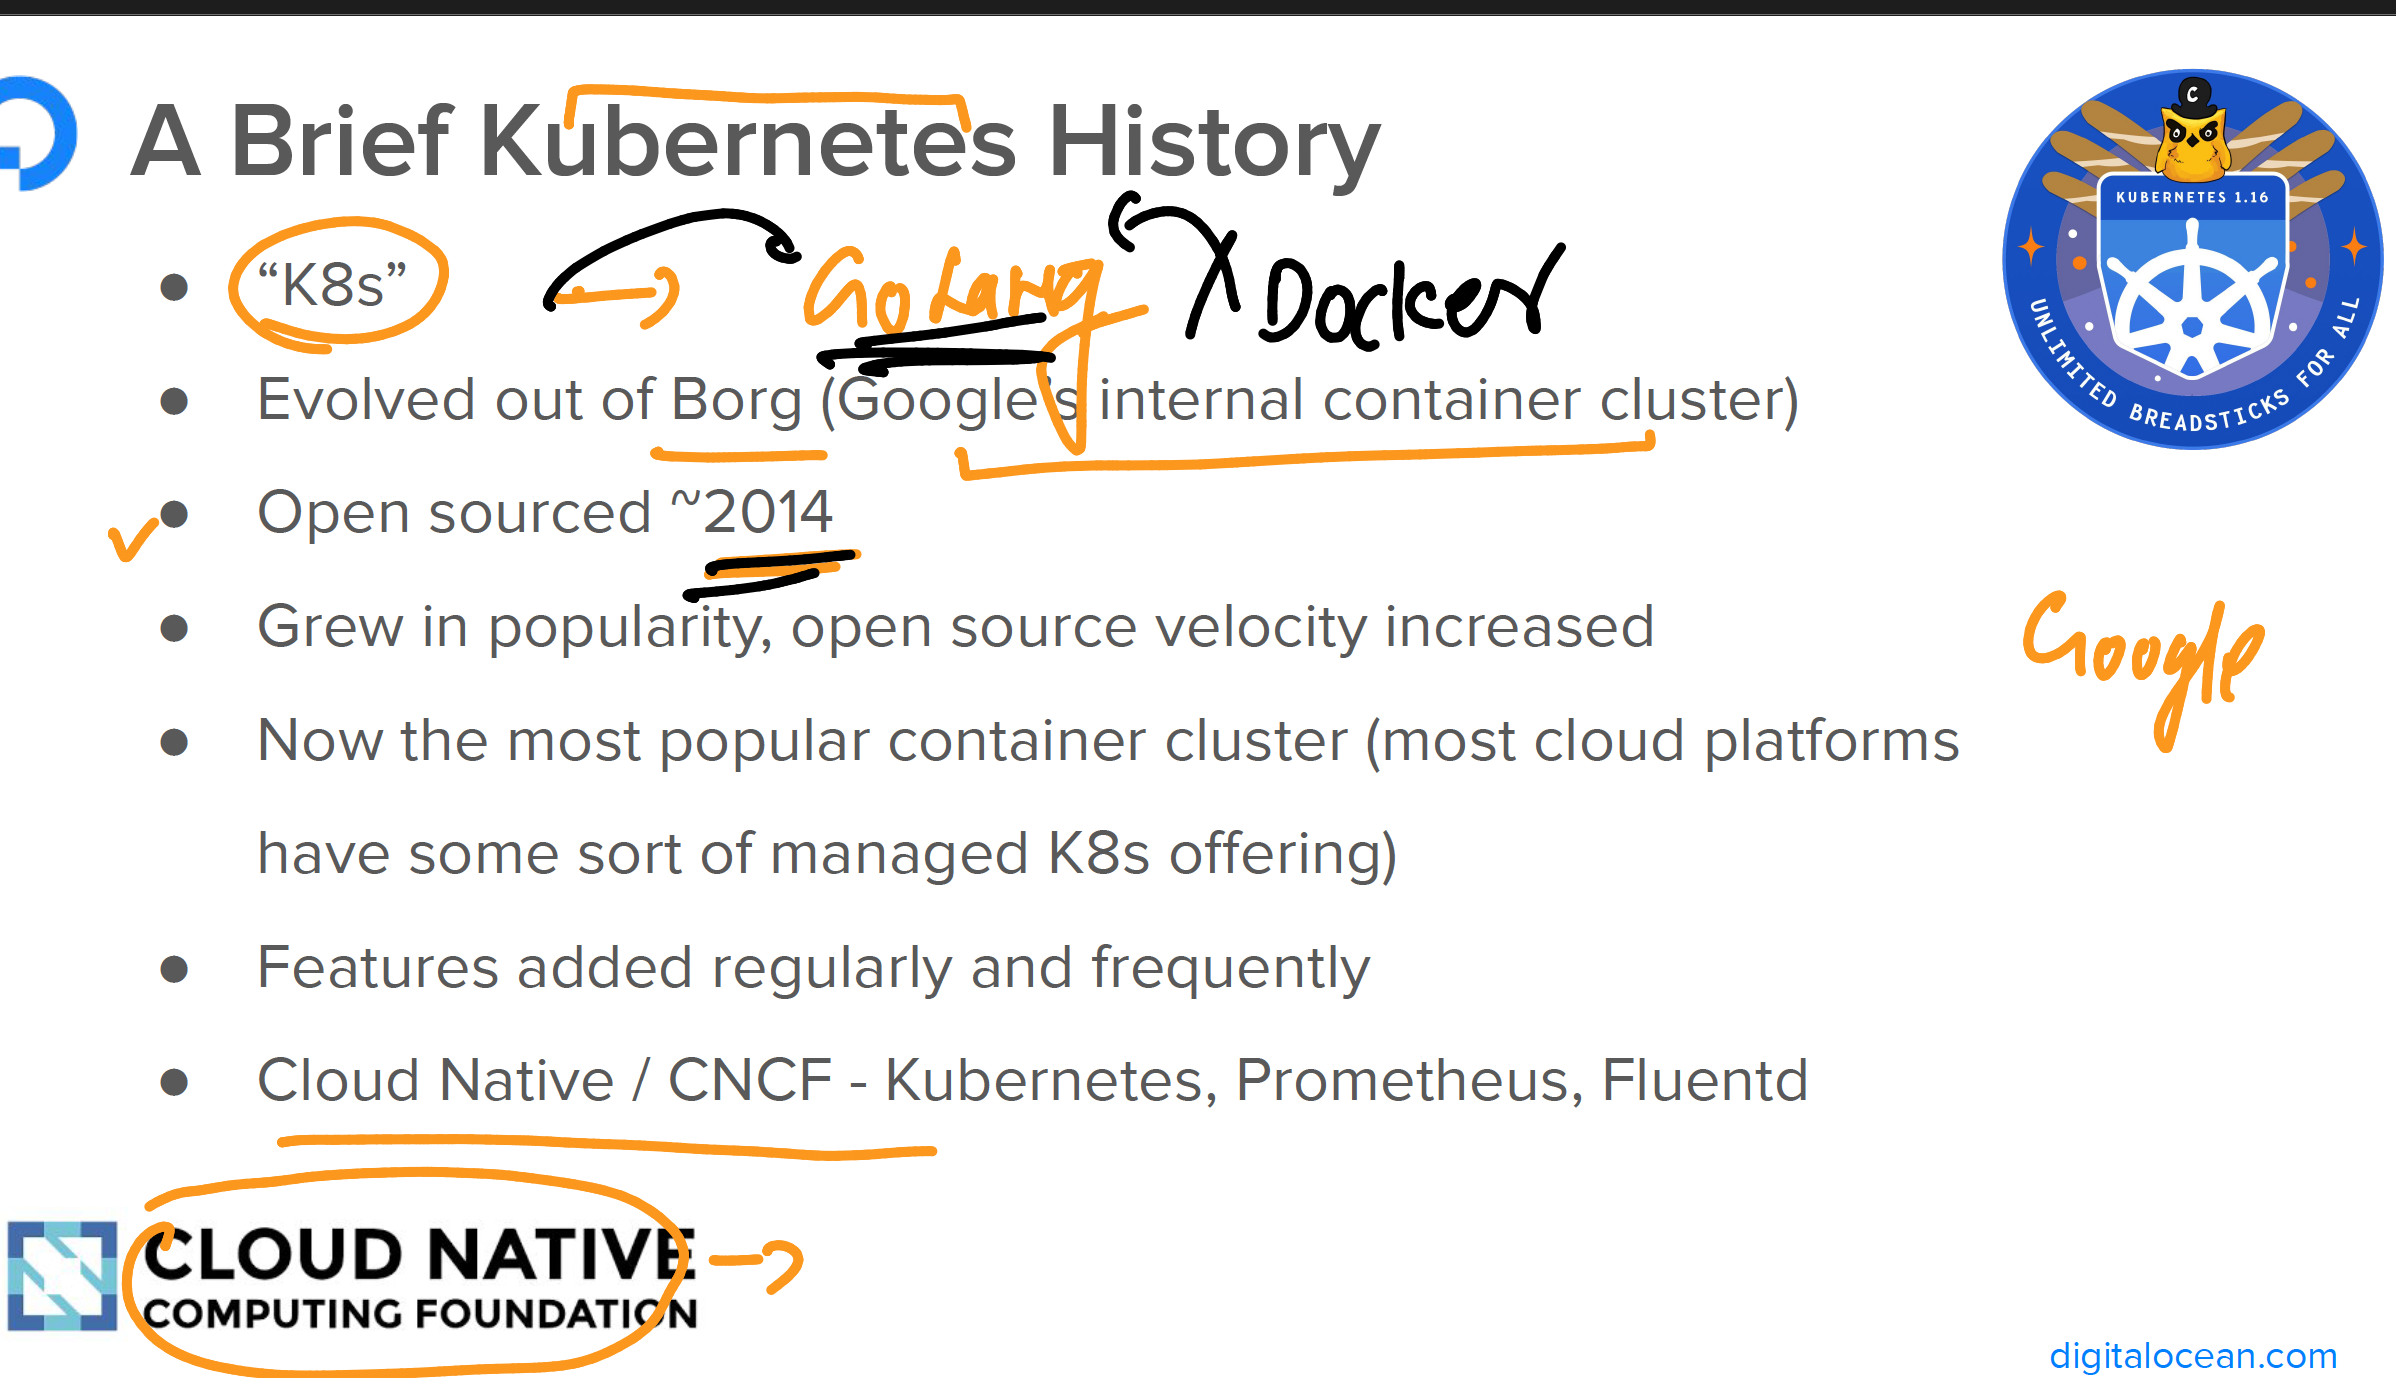 A Brief Kubernetes History
C
KUBERNETES 1.16
UNLIMITED BREADSTICKS FOR ALL
● “K8s”
GoLang
Docker
● Evolved out of Borg (Google's internal container cluster)
● Open sourced ~2014
● Grew in popularity, open source velocity increased
Google
● Now the most popular container cluster (most cloud platforms
have some sort of managed K8s offering)
● Features added regularly and frequently
● Cloud Native / CNCF - Kubernetes, Prometheus, Fluentd
CLOUD NATIVE
COMPUTING FOUNDATION
digitalocean.com